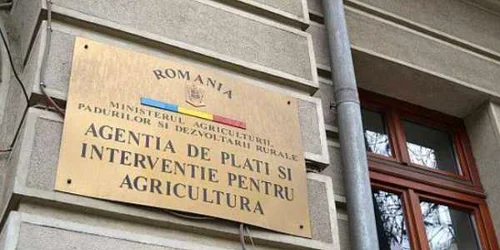 ROMANIA
MINISTERUL AGRICULTURII,
PADURILOR SI DEZVOLTARII RURALE
AGENTIA DE PLATI SI
INTERVENTIE PENTRU
AGRICULTURA